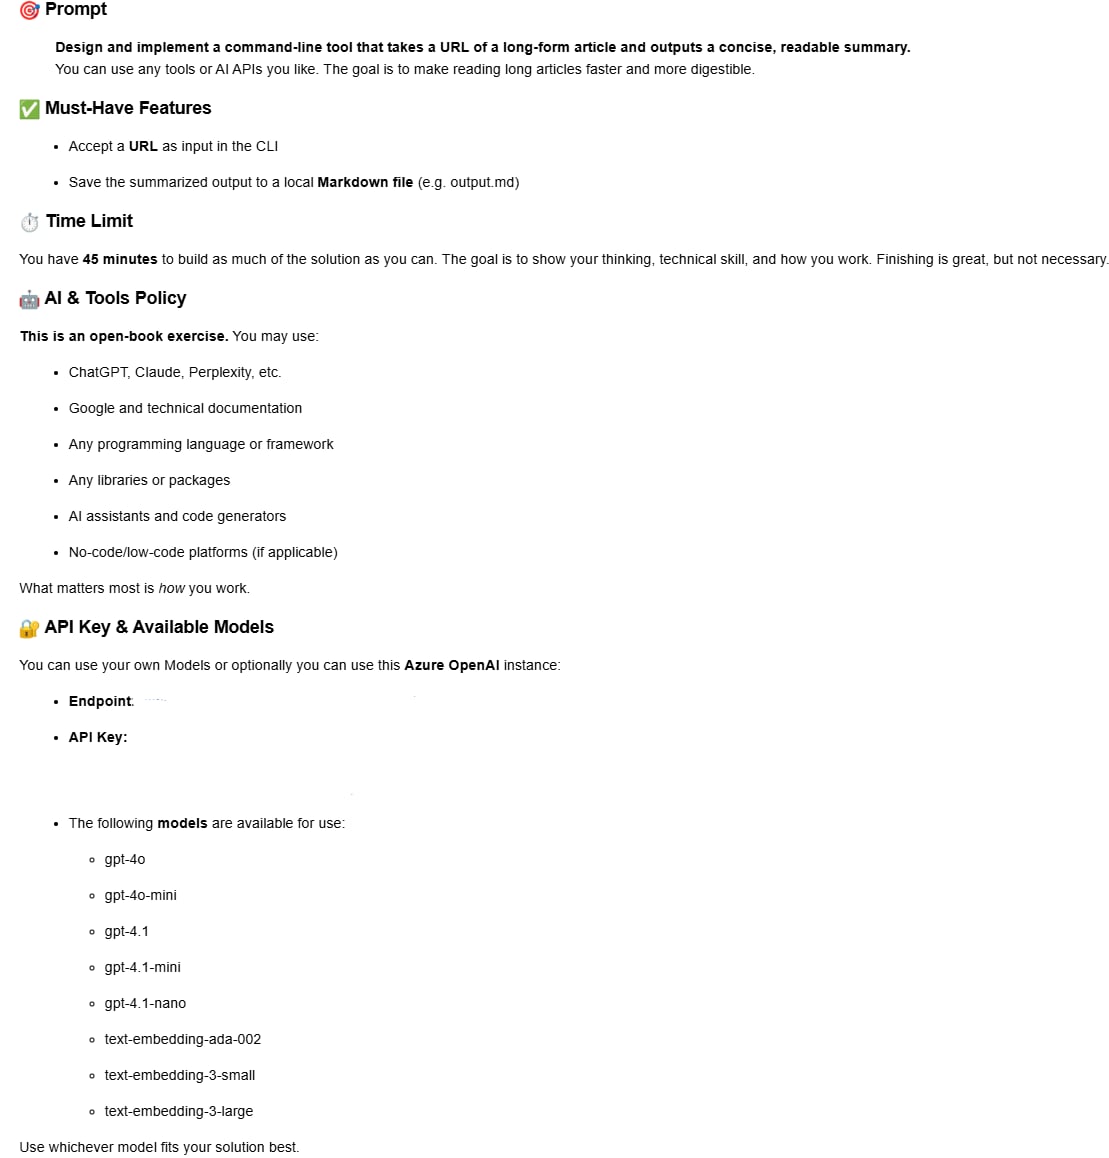 🎯 Prompt
Design and implement a command-line tool that takes a URL of a long-form article and outputs a concise, readable summary.
You can use any tools or AI APIs you like. The goal is to make reading long articles faster and more digestible.
✅ Must-Have Features
• Accept a URL as input in the CLI
• Save the summarized output to a local Markdown file (e.g. output.md)
⏱️ Time Limit
You have 45 minutes to build as much of the solution as you can. The goal is to show your thinking, technical skill, and how you work. Finishing is great, but not necessary.
🤖 AI & Tools Policy
This is an open-book exercise. You may use:
• ChatGPT, Claude, Perplexity, etc.
• Google and technical documentation
• Any programming language or framework
• Any libraries or packages
• AI assistants and code generators
• No-code/low-code platforms (if applicable)
What matters most is how you work.
🔐 API Key & Available Models
You can use your own Models or optionally you can use this Azure OpenAI instance:
• Endpoint:
• API Key:
• The following models are available for use:
◦ gpt-4o
◦ gpt-4o-mini
◦ gpt-4.1
◦ gpt-4.1-mini
◦ gpt-4.1-nano
◦ text-embedding-ada-002
◦ text-embedding-3-small
◦ text-embedding-3-large
Use whichever model fits your solution best.